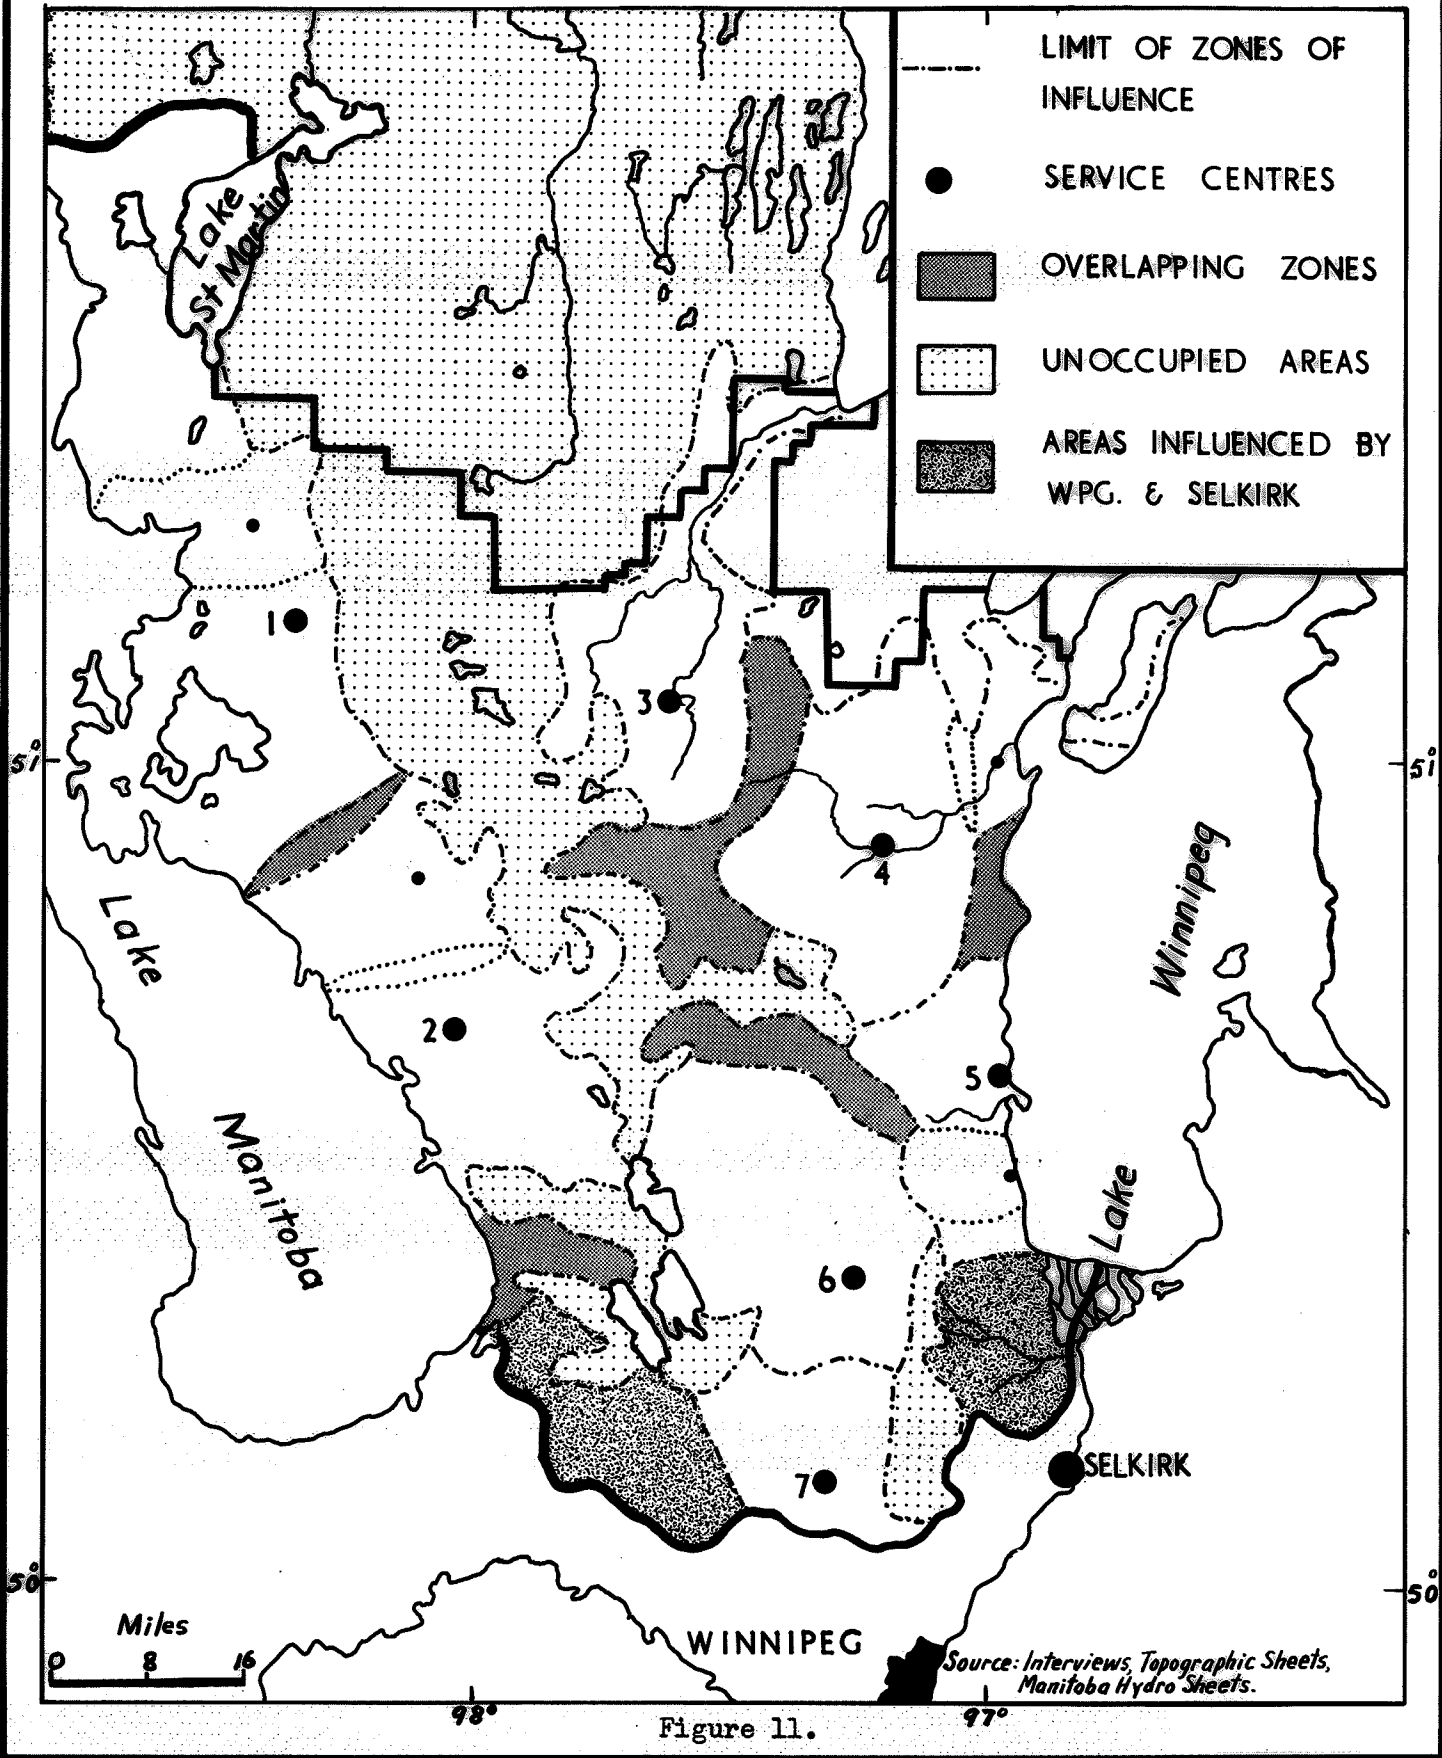 LIMIT OF ZONES OF
INFLUENCE
SERVICE CENTRES
OVERLAPPING ZONES
UNOCCUPIED AREAS
AREAS INFLUENCED BY
WPG. & SELKIRK
Lake
St Martin
1
3
51°
51°
4
Lake
Winnipeg
2
5
Manitoba
Lake
6
7
SELKIRK
50°
50°
Miles
0 8 16
WINNIPEG
Source: Interviews, Topographic Sheets,
Manitoba Hydro Sheets.
98°
97°
Figure 11.